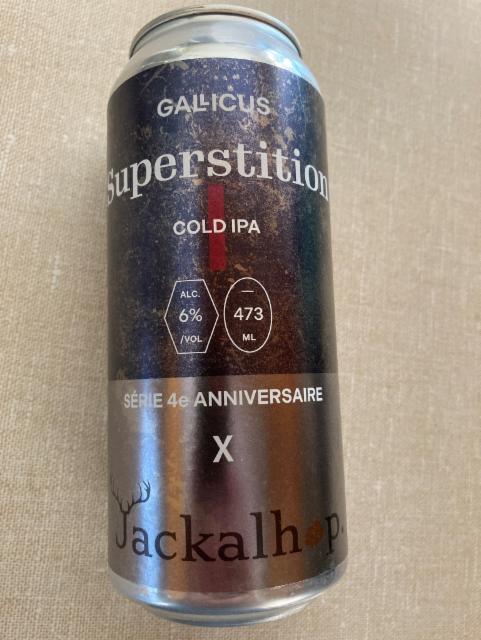 GALLICUS
Superstition
COLD IPA
ALC.
6%
/VOL
473
ML
SÉRIE 4e ANNIVERSAIRE
X
Jackalhop.